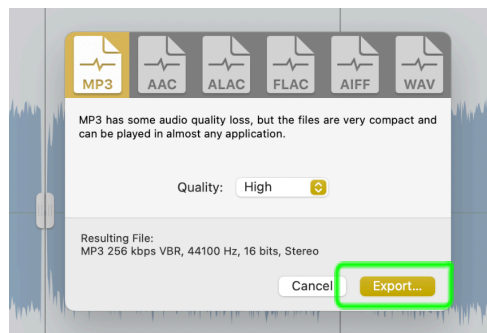 MP3 AAC ALAC FLAC AIFF WAV
MP3 has some audio quality loss, but the files are very compact and
can be played in almost any application.
Quality: High
Resulting File:
MP3 256 kbps VBR, 44100 Hz, 16 bits, Stereo
Cancel Export...